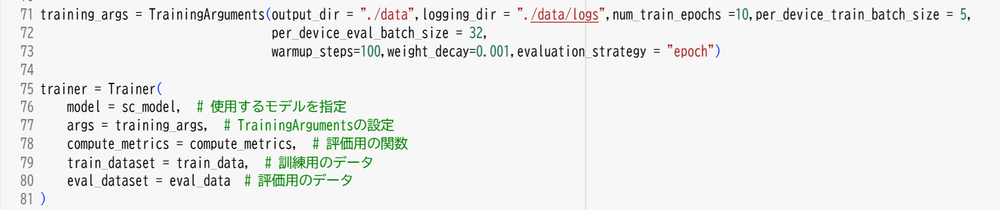 71 training_args = TrainingArguments(output_dir = "./data",logging_dir = "./data/logs",num_train_epochs =10,per_device_train_batch_size = 5,
72 per_device_eval_batch_size = 32,
73 warmup_steps=100,weight_decay=0.001,evaluation_strategy = "epoch")
74
75 trainer = Trainer(
76 model = sc_model, # 使用するモデルを指定
77 args = training_args, # TrainingArgumentsの設定
78 compute_metrics = compute_metrics, # 評価用の関数
79 train_dataset = train_data, # 訓練用のデータ
80 eval_dataset = eval_data # 評価用のデータ
81 )